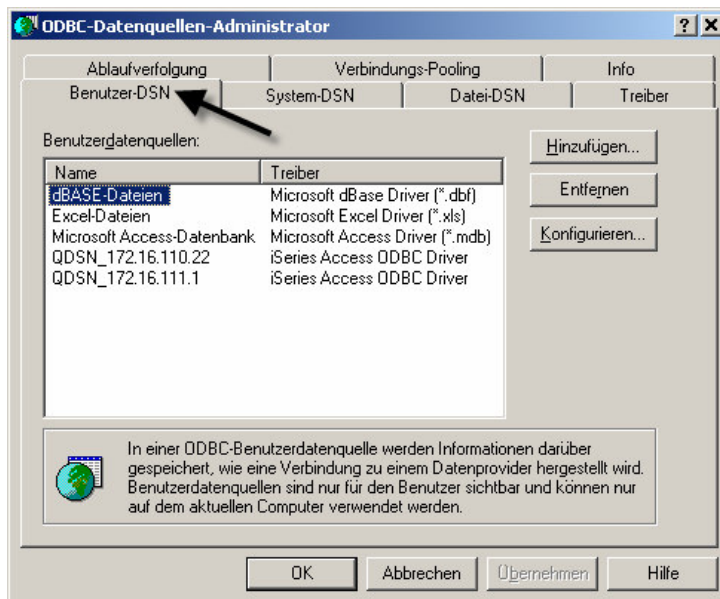 ODBC-Datenquellen-Administrator
Ablaufverfolgung Verbindungs-Pooling Info
Benutzer-DSN System-DSN Datei-DSN Treiber
Benutzerdatenquellen:
Hinzufügen...
Name Treiber
dBASE-Dateien Microsoft dBase Driver (*.dbf)
Entfernen
Excel-Dateien Microsoft Excel Driver (*.xls)
Microsoft Access-Datenbank Microsoft Access Driver (*.mdb)
Konfigurieren...
QDSN_172.16.110.22 iSeries Access ODBC Driver
QDSN_172.16.111.1 iSeries Access ODBC Driver
In einer ODBC-Benutzerdatenquelle werden Informationen darüber
gespeichert, wie eine Verbindung zu einem Datenprovider hergestellt wird.
Benutzerdatenquellen sind nur für den Benutzer sichtbar und können nur
auf dem aktuellen Computer verwendet werden.
OK Abbrechen Übernehmen Hilfe